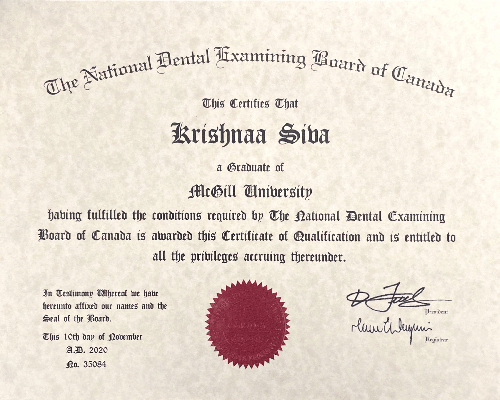 The National Dental Examining Board of Canada
This Certifies That
Krishnaa Siva
a Graduate of
McGill University
having fulfilled the conditions required by The National Dental Examining
Board of Canada is awarded this Certificate of Qualification and is entitled to
all the privileges accruing thereunder.
In Testimony Whereof we have
hereunto affixed our names and the
Seal of the Board.
This 10th day of November
A.D. 2020
No. 35084
President
Registrar